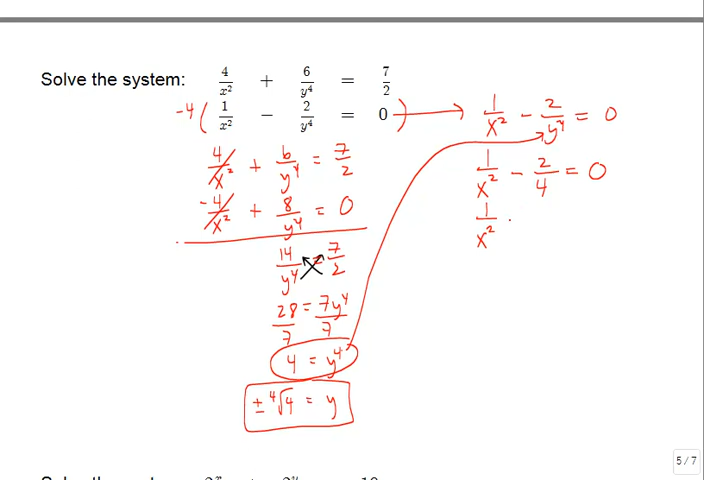 Solve the system: 4/x² + 6/y⁴ = 7/2
-4( 1/x² - 2/y⁴ = 0 )
4/x² + 6/y⁴ = 7/2
-4/x² + 8/y⁴ = 0
14/y⁴ = 7/2
28/7 = 7y⁴/7
4 = y⁴
± ⁴√4 = y
1/x² - 2/y⁴ = 0
1/x² - 2/4 = 0
1/x²
5 / 7